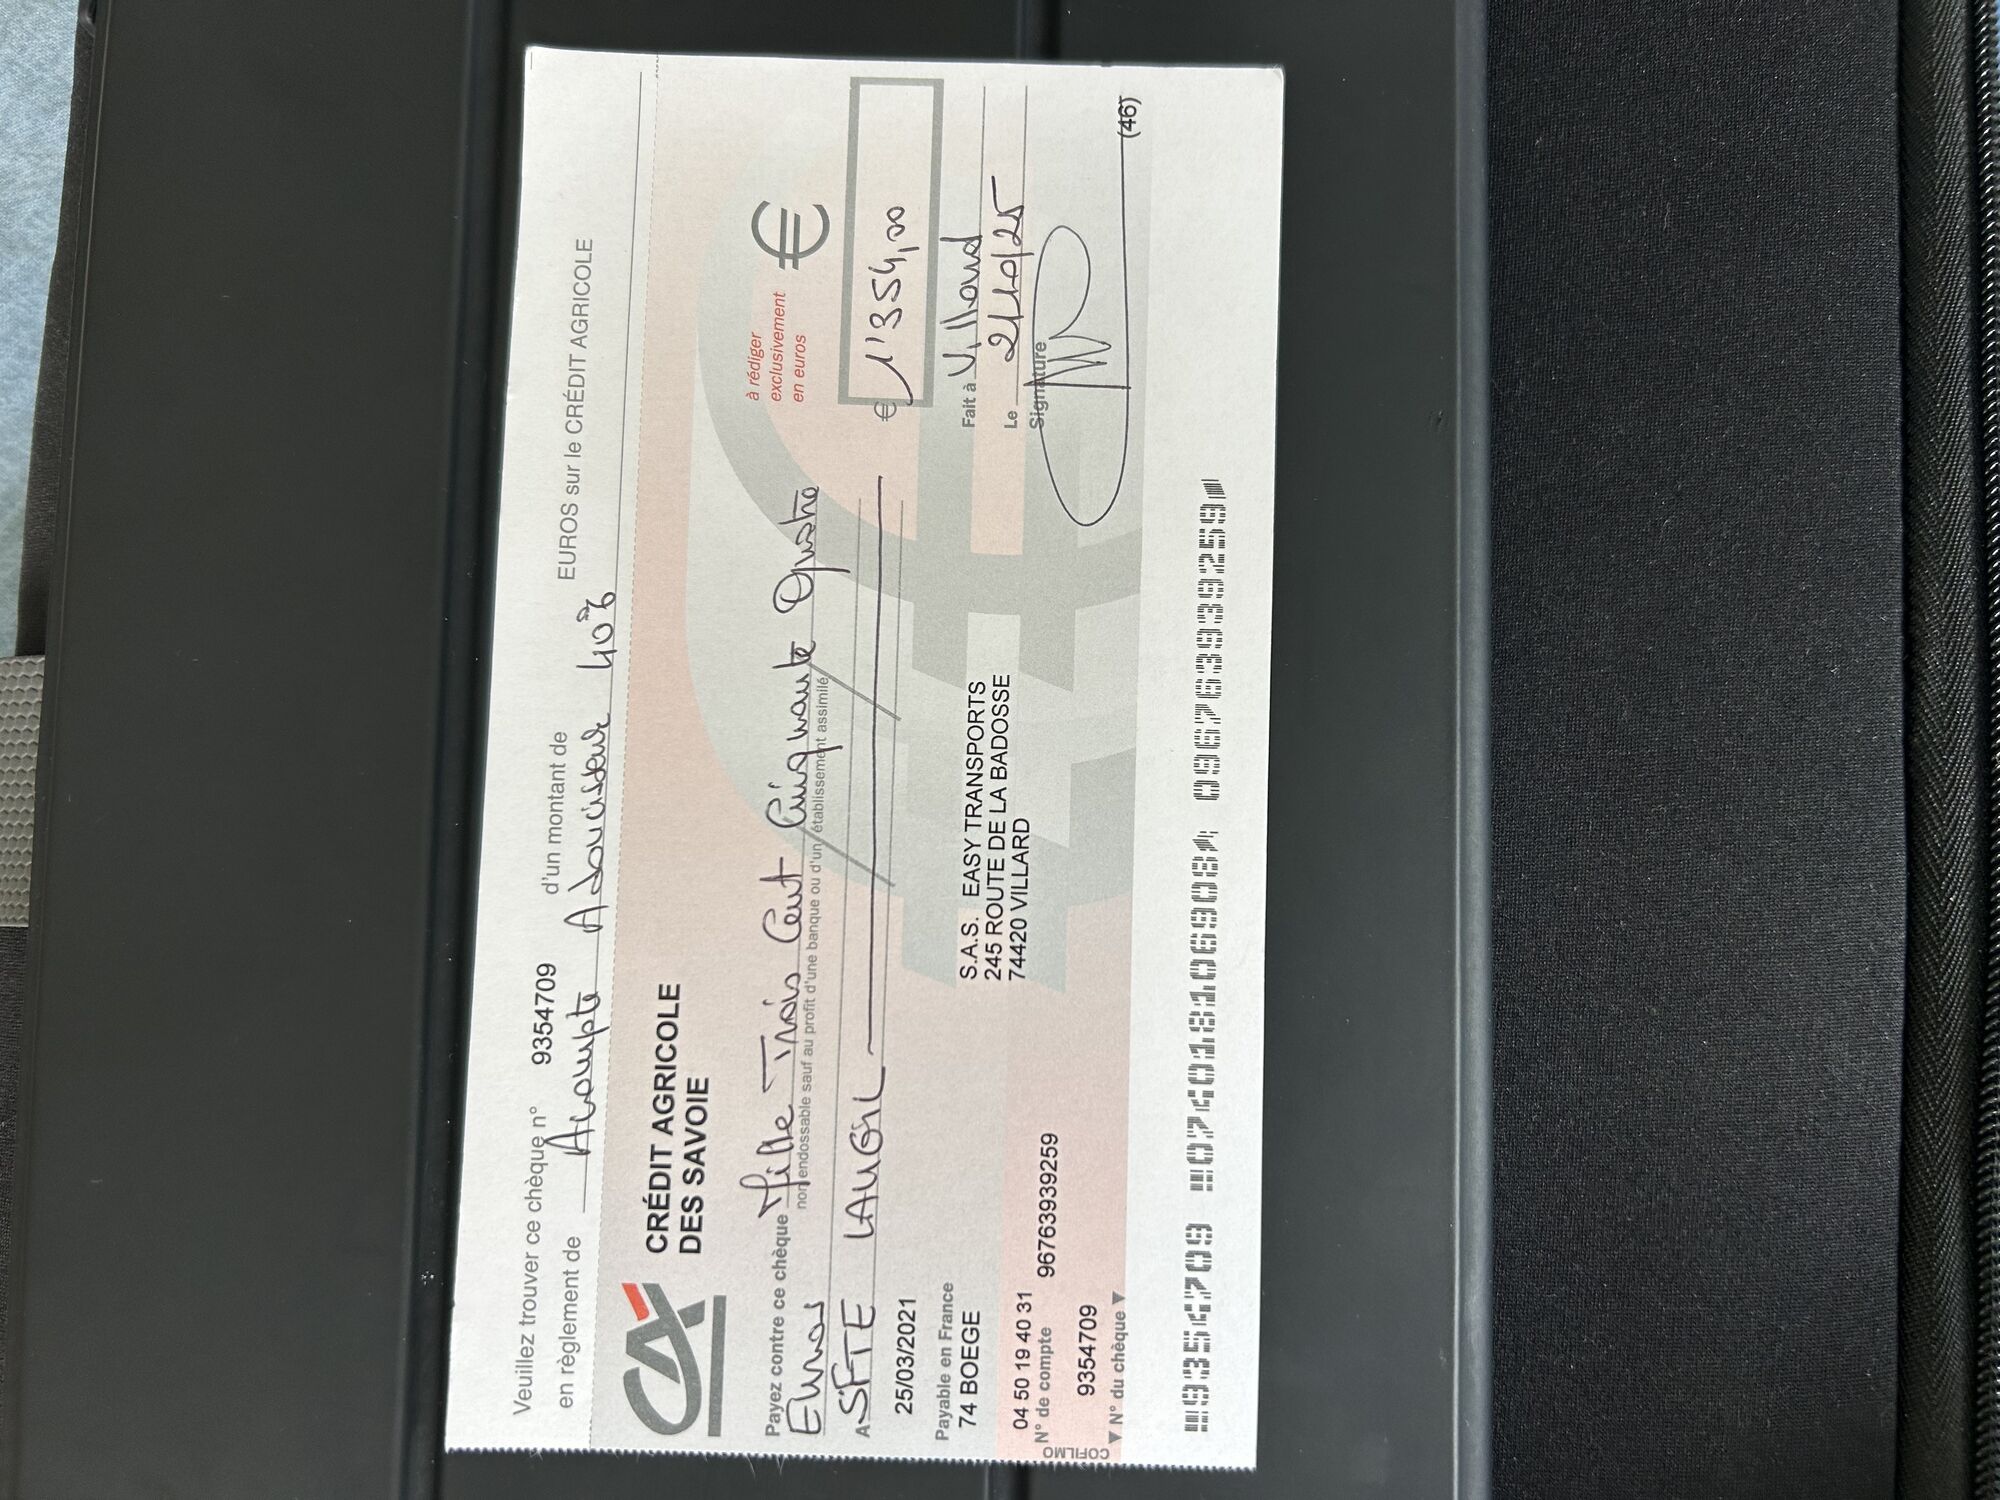 Veuillez trouver ce chèque n° 9354709 d'un montant de EUROS sur le CRÉDIT AGRICOLE
en règlement de Acompte Adoucisseur 40%
CA
CRÉDIT AGRICOLE
DES SAVOIE
à rédiger
exclusivement
en euros
€
Payez contre ce chèque Mille Trois Cent Cinquante Quatre
non endossable sauf au profit d'une banque ou d'un établissement assimilé
Euros
€ 1'354,00
A SFTE LAUGIL
25/03/2021
Fait à Villard
Payable en France
74 BOEGE
Le 21/10/25
Signature
S.A.S. EASY TRANSPORTS
245 ROUTE DE LA BADOSSE
74420 VILLARD
04 50 19 40 31
N° de compte 96763939259
9354709
▼ N° du chèque ▼
COFILMO
(46)
9354709 074018106908 096763939259